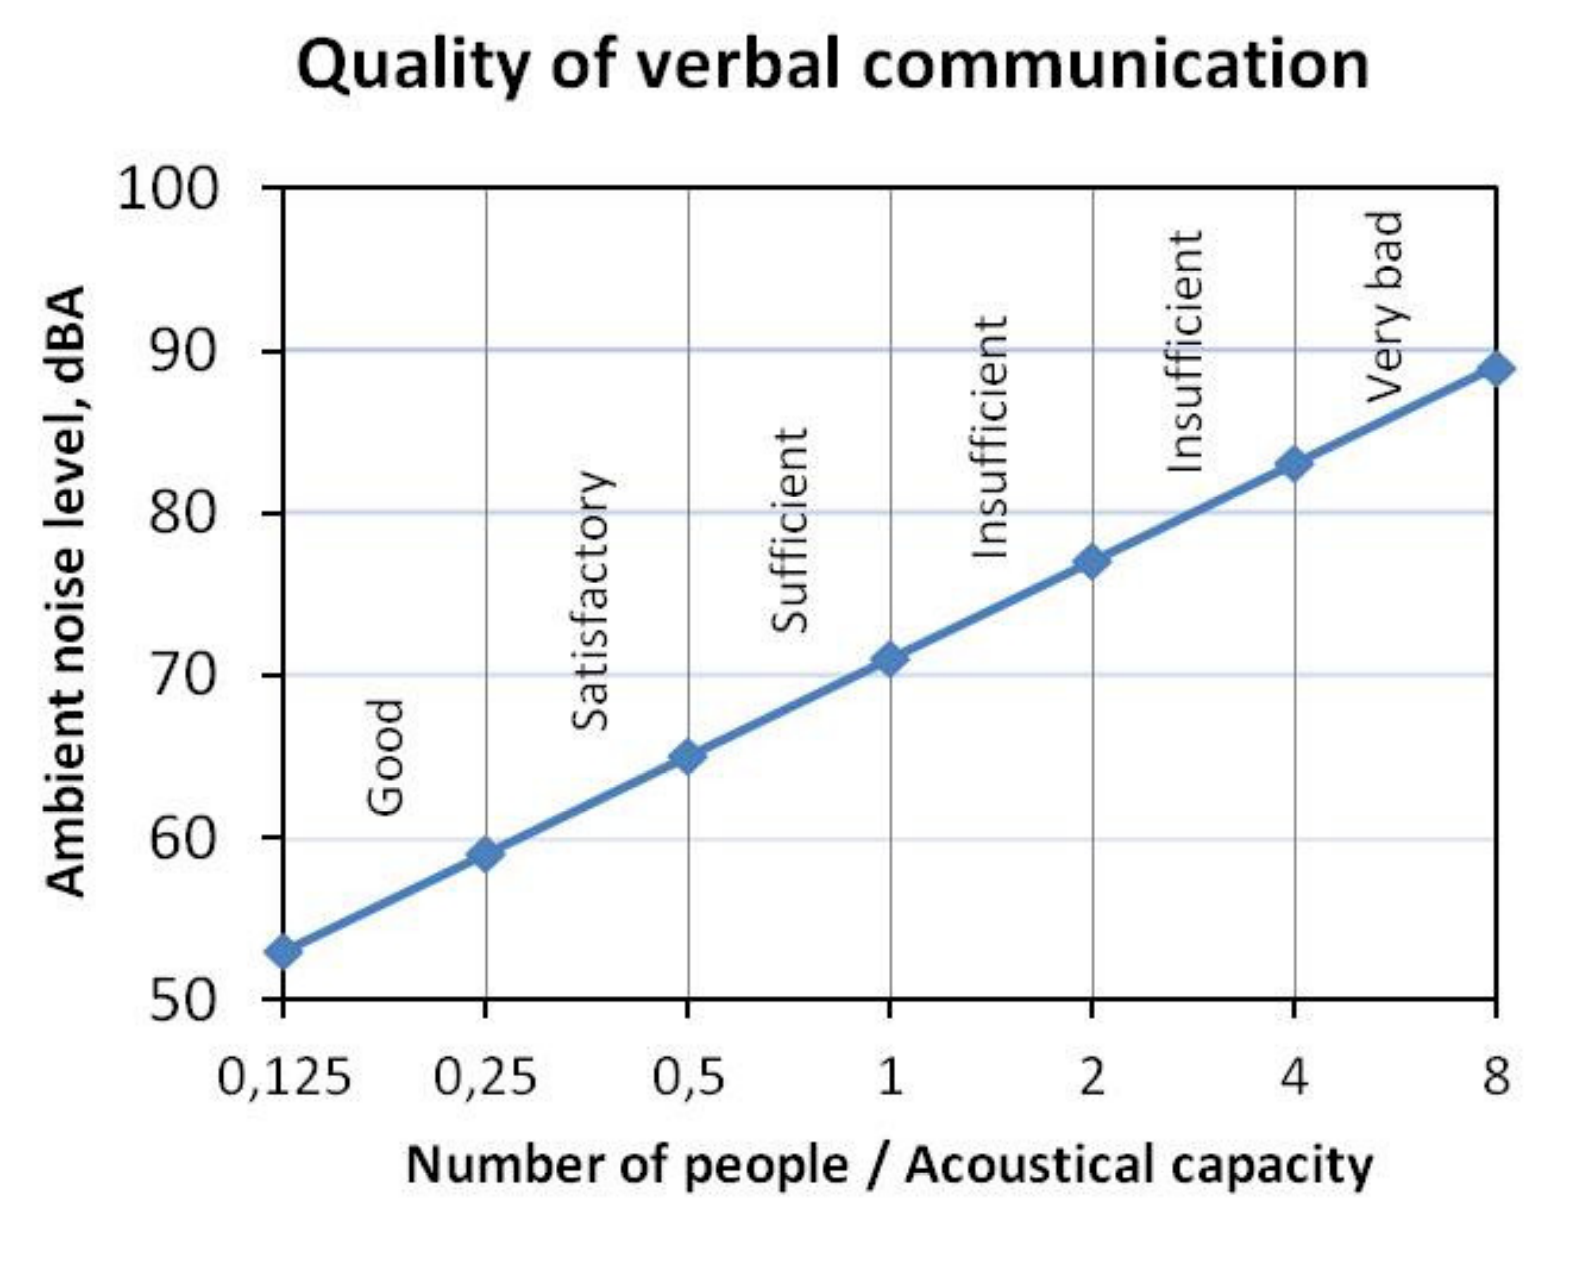 Quality of verbal communication
100
90
80
70
60
50
Ambient noise level, dBA
Good
Satisfactory
Sufficient
Insufficient
Insufficient
Very bad
0,125 0,25 0,5 1 2 4 8
Number of people / Acoustical capacity